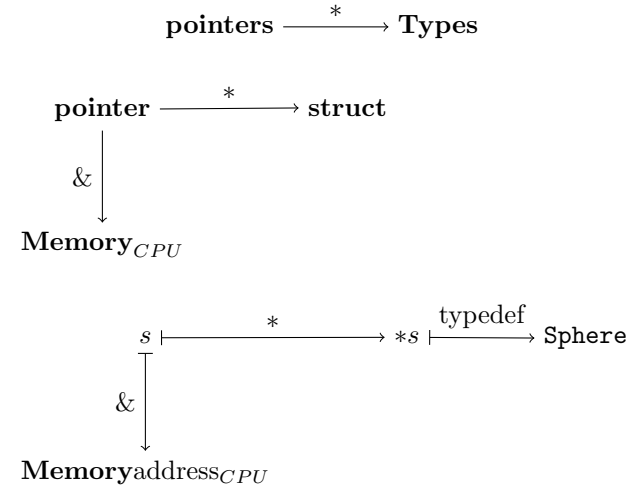 *
pointers Types
*
pointer struct
&
Memory_CPU
* typedef
s *s Sphere
&
Memoryaddress_CPU